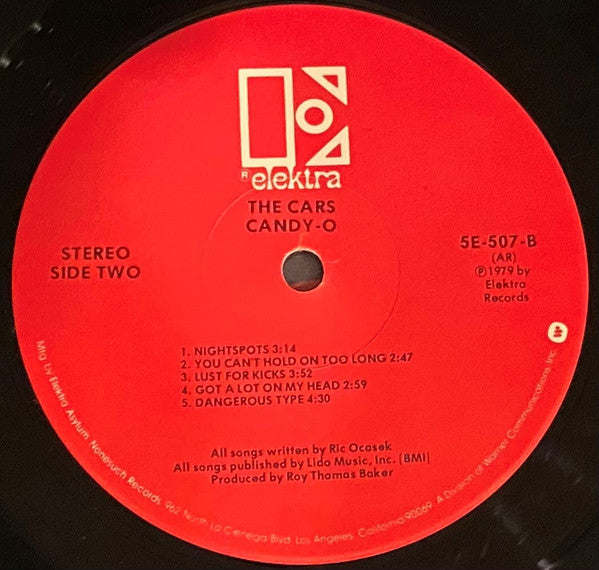 ® elektra
THE CARS
CANDY-O
STEREO
SIDE TWO
5E-507-B
(AR)
℗1979 by
Elektra
Records
1. NIGHTSPOTS 3:14
2. YOU CAN'T HOLD ON TOO LONG 2:47
3. LUST FOR KICKS 3:52
4. GOT A LOT ON MY HEAD 2:59
5. DANGEROUS TYPE 4:30
All songs written by Ric Ocasek
All songs published by Lido Music, Inc. (BMI)
Produced by Roy Thomas Baker
Mfg. by Elektra Asylum Nonesuch Records, 962 North La Cienega Blvd. Los Angeles, California 90069. A Division of Warner Communications Inc.